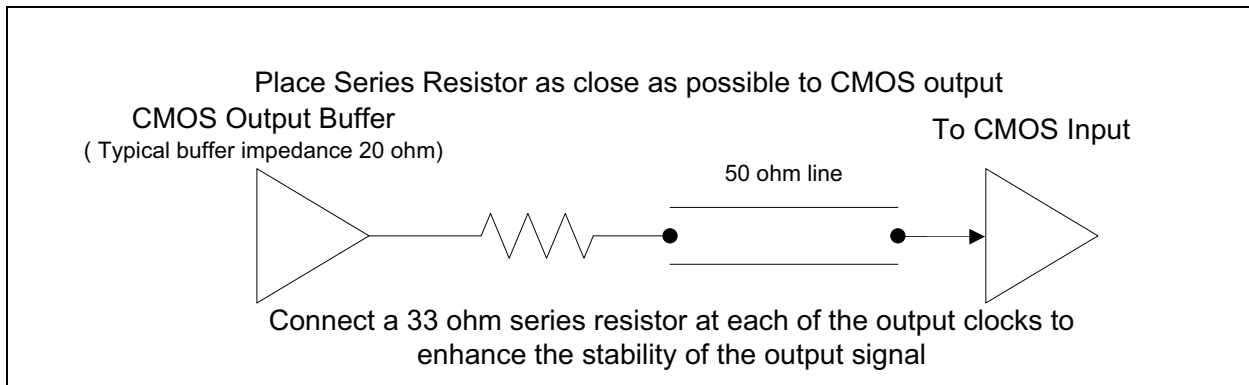 Place Series Resistor as close as possible to CMOS output
CMOS Output Buffer
( Typical buffer impedance 20 ohm)
To CMOS Input
50 ohm line
Connect a 33 ohm series resistor at each of the output clocks to
enhance the stability of the output signal